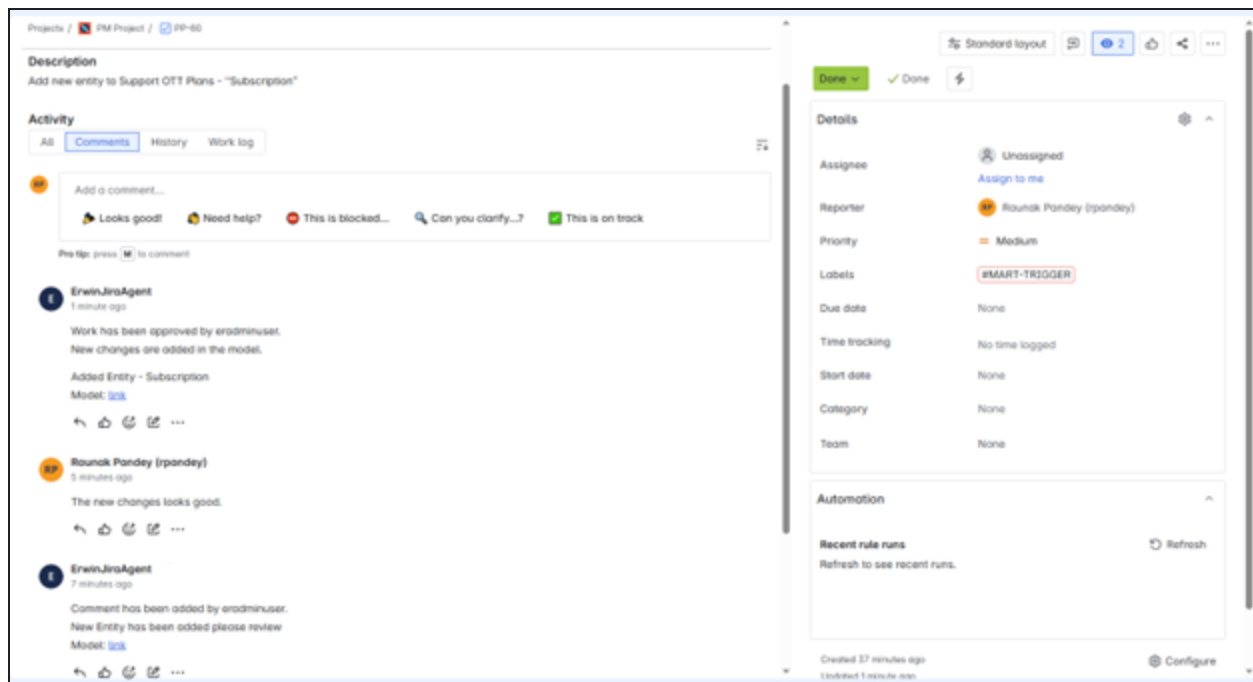 Projects / PM Project / PP-60
Description
Add new entity to Support OTT Plans - "Subscription"
Activity
All Comments History Work log
RP
Add a comment...
Looks good! Need help? This is blocked... Can you clarify...? This is on track
Pro tip: press M to comment
E
ErwinJiraAgent
1 minute ago
Work has been approved by eradminuser.
New changes are added in the model.
Added Entity - Subscription
Model: link
RP
Raunak Pandey (rpandey)
5 minutes ago
The new changes looks good.
E
ErwinJiraAgent
7 minutes ago
Comment has been added by eradminuser.
New Entity has been added please review
Model: link
Standard layout 2
Done Done
Details
Assignee Unassigned
Assign to me
Reporter RP Raunak Pandey (rpandey)
Priority Medium
Labels #MART-TRIGGER
Due date None
Time tracking No time logged
Start date None
Category None
Team None
Automation
Recent rule runs Refresh
Refresh to see recent runs.
Created 37 minutes ago Configure
Updated 1 minute ago